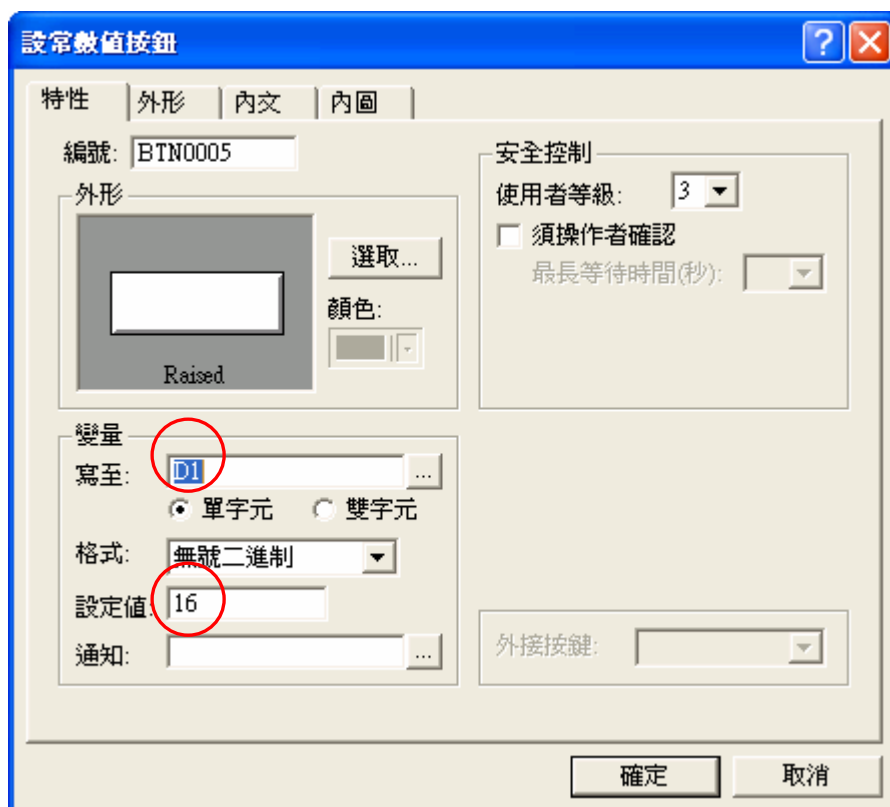 設常數值按鈕
特性 外形 內文 內圖
編號: BTN0005
外形
選取...
顏色:
Raised
安全控制
使用者等級: 3
須操作者確認
最長等待時間(秒):
變量
寫至: D1 ...
單字元 雙字元
格式: 無號二進制
設定值: 16
通知: ...
外接按鍵:
確定 取消